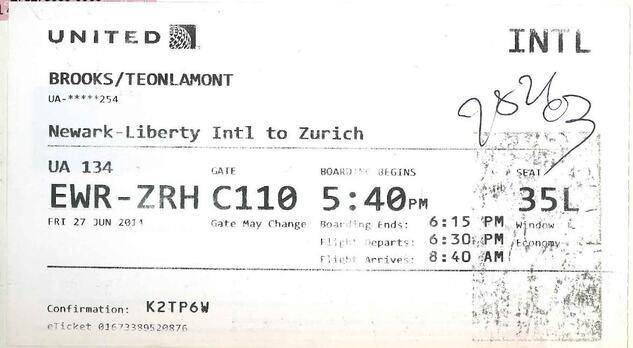 UNITED
INTL
BROOKS/TEONLAMONT
UA-*****254
Newark-Liberty Intl to Zurich
UA 134 GATE BOARDING BEGINS SEAT
EWR-ZRH C110 5:40PM 35L
FRI 27 JUN 2014 Gate May Change Boarding Ends: 6:15 PM Window
Flight Departs: 6:30 PM Economy
Flight Arrives: 8:40 AM
Confirmation: K2TP6W
eTicket 01673389520876